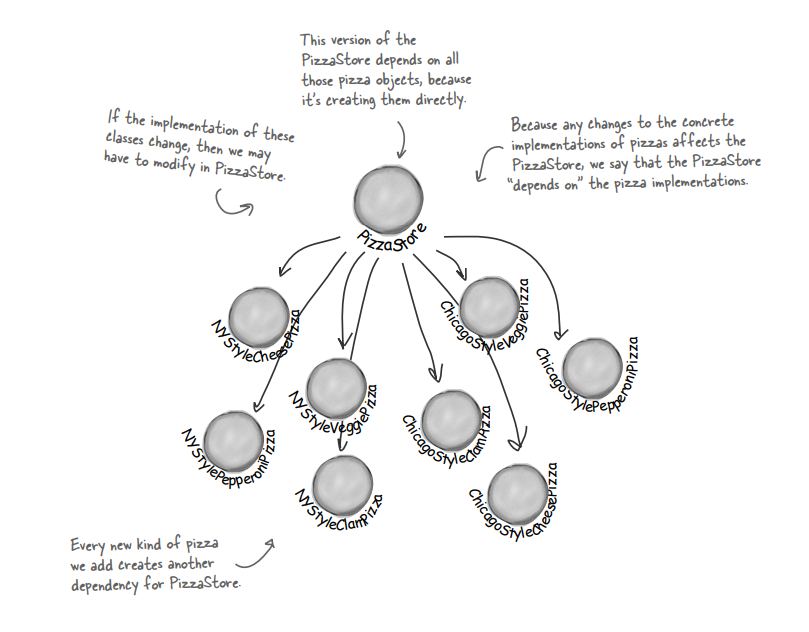 This version of the
PizzaStore depends on all
those pizza objects, because
it's creating them directly.
If the implementation of these
classes change, then we may
have to modify in PizzaStore.
Because any changes to the concrete
implementations of pizzas affects the
PizzaStore, we say that the PizzaStore
“depends on” the pizza implementations.
PizzaStore
NYStyleCheesePizza
ChicagoStyleVeggiePizza
ChicagoStylePepperoniPizza
NYStyleVeggiePizza
ChicagoStyleClamPizza
NYStylePepperoniPizza
NYStyleClamPizza
ChicagoStyleCheesePizza
Every new kind of pizza
we add creates another
dependency for PizzaStore.